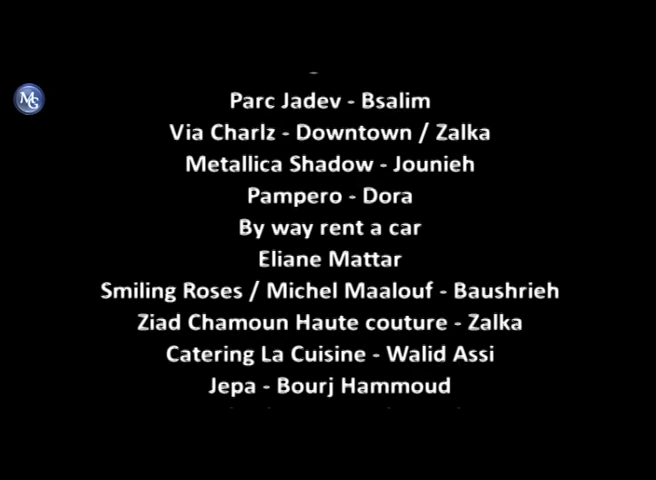 MG
Parc Jadev - Bsalim
Via Charlz - Downtown / Zalka
Metallica Shadow - Jounieh
Pampero - Dora
By way rent a car
Eliane Mattar
Smiling Roses / Michel Maalouf - Baushrieh
Ziad Chamoun Haute couture - Zalka
Catering La Cuisine - Walid Assi
Jepa - Bourj Hammoud